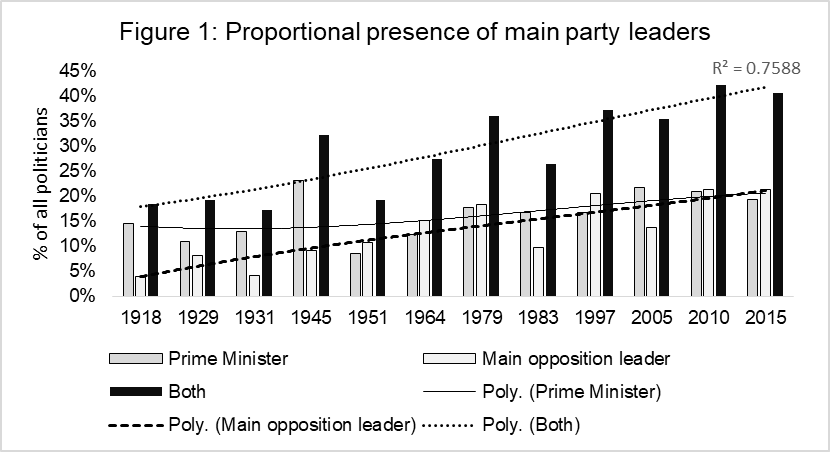 Figure 1: Proportional presence of main party leaders
R² = 0.7588
% of all politicians
45%
40%
35%
30%
25%
20%
15%
10%
5%
0%
1918 1929 1931 1945 1951 1964 1979 1983 1997 2005 2010 2015
Prime Minister Main opposition leader
Both Poly. (Prime Minister)
Poly. (Main opposition leader) Poly. (Both)